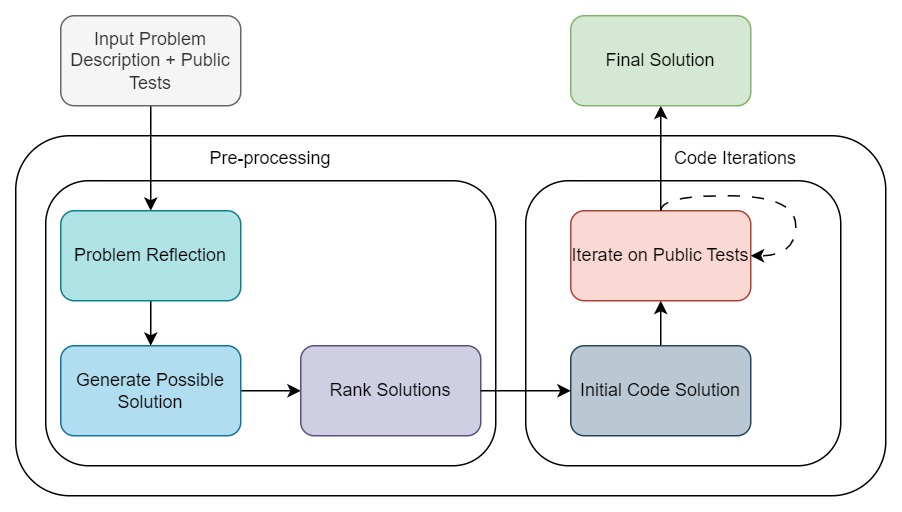 Input Problem
Description + Public
Tests
Final Solution
Pre-processing
Code Iterations
Problem Reflection
Iterate on Public Tests
Generate Possible
Solution
Rank Solutions
Initial Code Solution